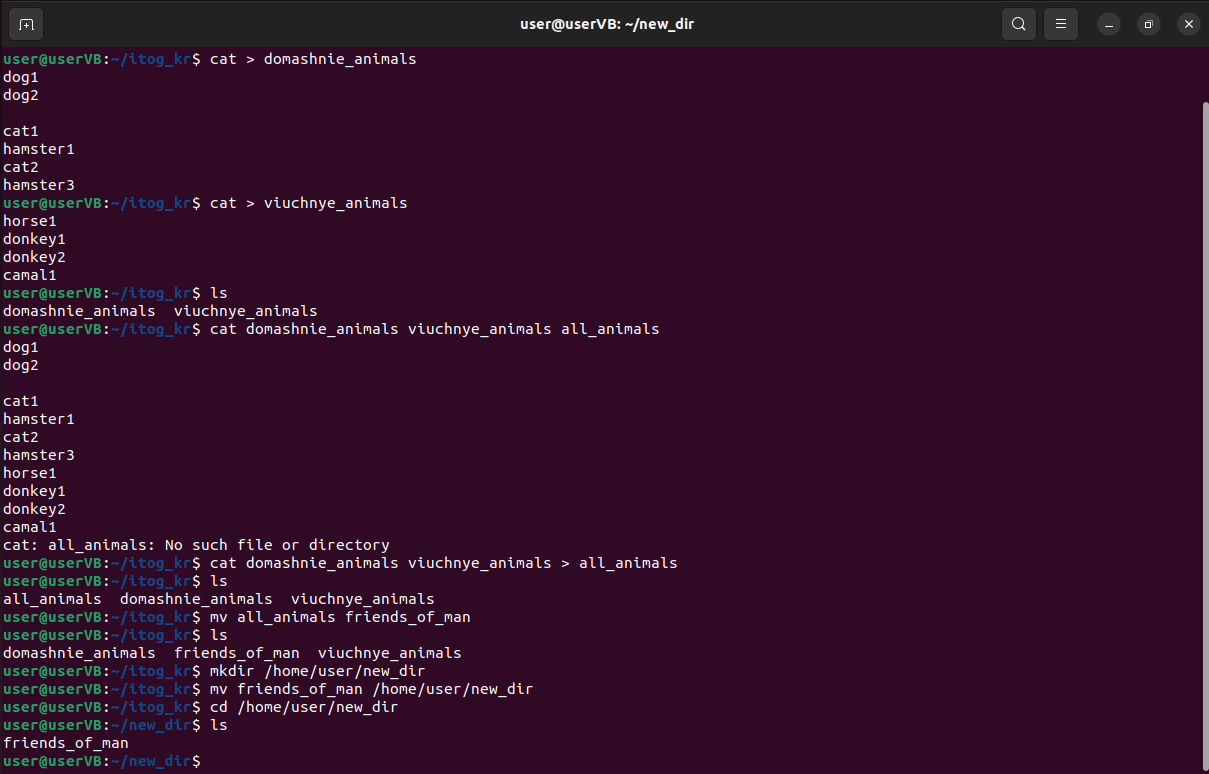 user@userVB: ~/new_dir
user@userVB:~/itog_kr$ cat > domashnie_animals
dog1
dog2

cat1
hamster1
cat2
hamster3
user@userVB:~/itog_kr$ cat > viuchnye_animals
horse1
donkey1
donkey2
camal1
user@userVB:~/itog_kr$ ls
domashnie_animals  viuchnye_animals
user@userVB:~/itog_kr$ cat domashnie_animals viuchnye_animals all_animals
dog1
dog2

cat1
hamster1
cat2
hamster3
horse1
donkey1
donkey2
camal1
cat: all_animals: No such file or directory
user@userVB:~/itog_kr$ cat domashnie_animals viuchnye_animals > all_animals
user@userVB:~/itog_kr$ ls
all_animals  domashnie_animals  viuchnye_animals
user@userVB:~/itog_kr$ mv all_animals friends_of_man
user@userVB:~/itog_kr$ ls
domashnie_animals  friends_of_man  viuchnye_animals
user@userVB:~/itog_kr$ mkdir /home/user/new_dir
user@userVB:~/itog_kr$ mv friends_of_man /home/user/new_dir
user@userVB:~/itog_kr$ cd /home/user/new_dir
user@userVB:~/new_dir$ ls
friends_of_man
user@userVB:~/new_dir$